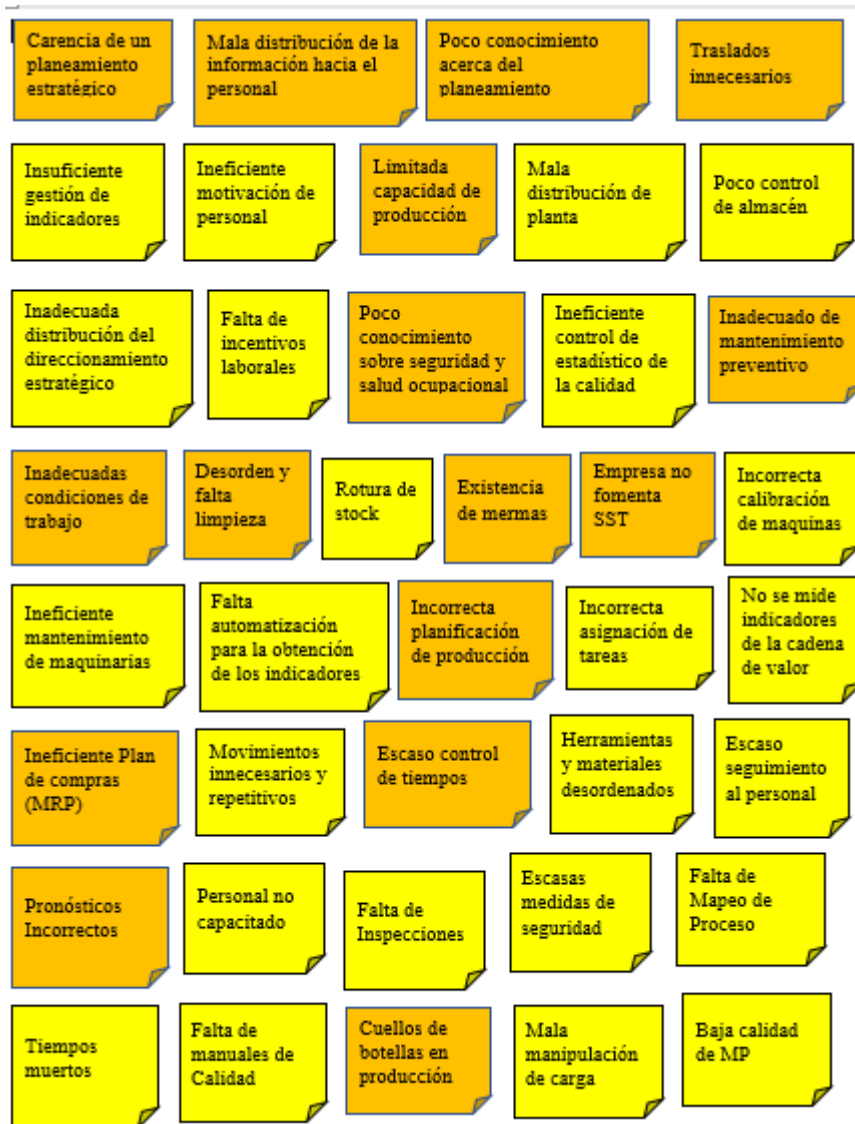 Carencia de un
planeamiento
estratégico
Mala distribución de la
información hacia el
personal
Poco conocimiento
acerca del
planeamiento
Traslados
innecesarios
Insuficiente
gestión de
indicadores
Ineficiente
motivación de
personal
Limitada
capacidad de
producción
Mala
distribución de
planta
Poco control
de almacén
Inadecuada
distribución del
direccionamiento
estratégico
Falta de
incentivos
laborales
Poco
conocimiento
sobre seguridad y
salud ocupacional
Ineficiente
control de
estadístico de
la calidad
Inadecuado de
mantenimiento
preventivo
Inadecuadas
condiciones de
trabajo
Desorden y
falta
limpieza
Rotura de
stock
Existencia
de mermas
Empresa no
fomenta
SST
Incorrecta
calibración
de maquinas
Ineficiente
mantenimiento
de maquinarias
Falta
automatización
para la obtención
de los indicadores
Incorrecta
planificación
de producción
Incorrecta
asignación de
tareas
No se mide
indicadores
de la cadena
de valor
Ineficiente Plan
de compras
(MRP)
Movimientos
innecesarios y
repetitivos
Escaso control
de tiempos
Herramientas
y materiales
desordenados
Escaso
seguimiento
al personal
Pronósticos
Incorrectos
Personal no
capacitado
Falta de
Inspecciones
Escasas
medidas de
seguridad
Falta de
Mapeo de
Proceso
Tiempos
muertos
Falta de
manuales de
Calidad
Cuellos de
botellas en
producción
Mala
manipulación
de carga
Baja calidad
de MP